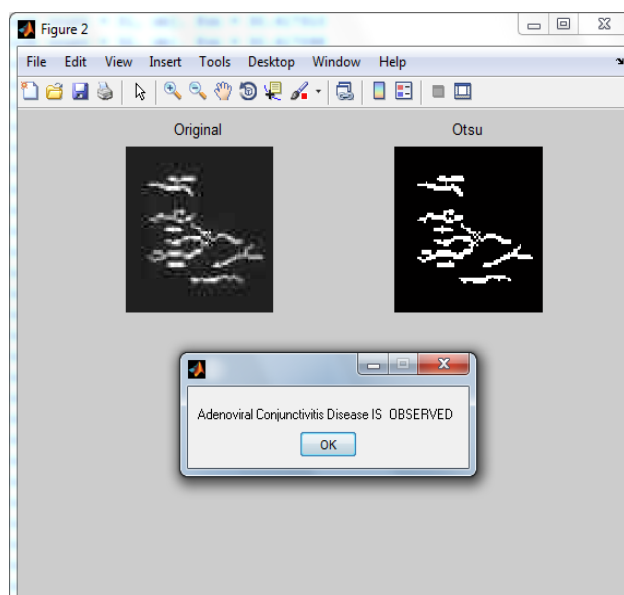 Figure 2
File Edit View Insert Tools Desktop Window Help
Original Otsu
Adenoviral Conjunctivitis Disease IS OBSERVED
OK